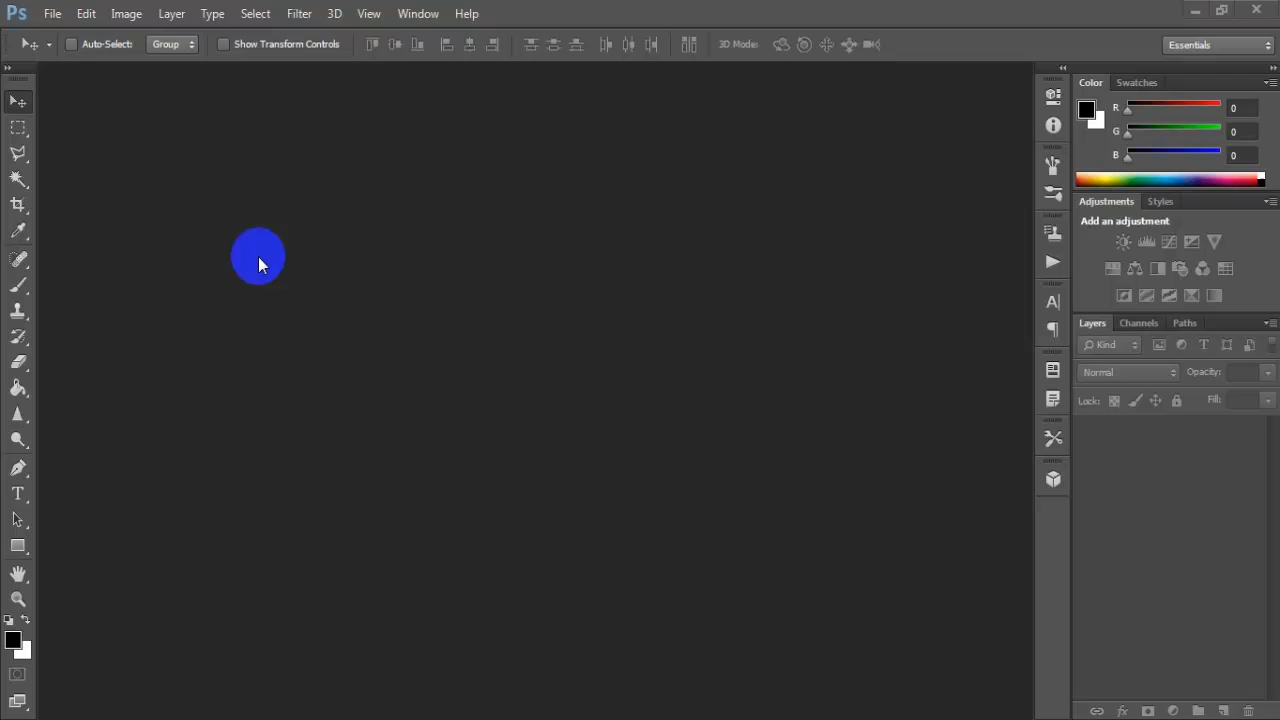 Ps File Edit Image Layer Type Select Filter 3D View Window Help
Auto-Select: Group Show Transform Controls 3D Mode: Essentials
Color Swatches
R 0
G 0
B 0
Adjustments Styles
Add an adjustment
Layers Channels Paths
Kind
Normal Opacity:
Lock: Fill: